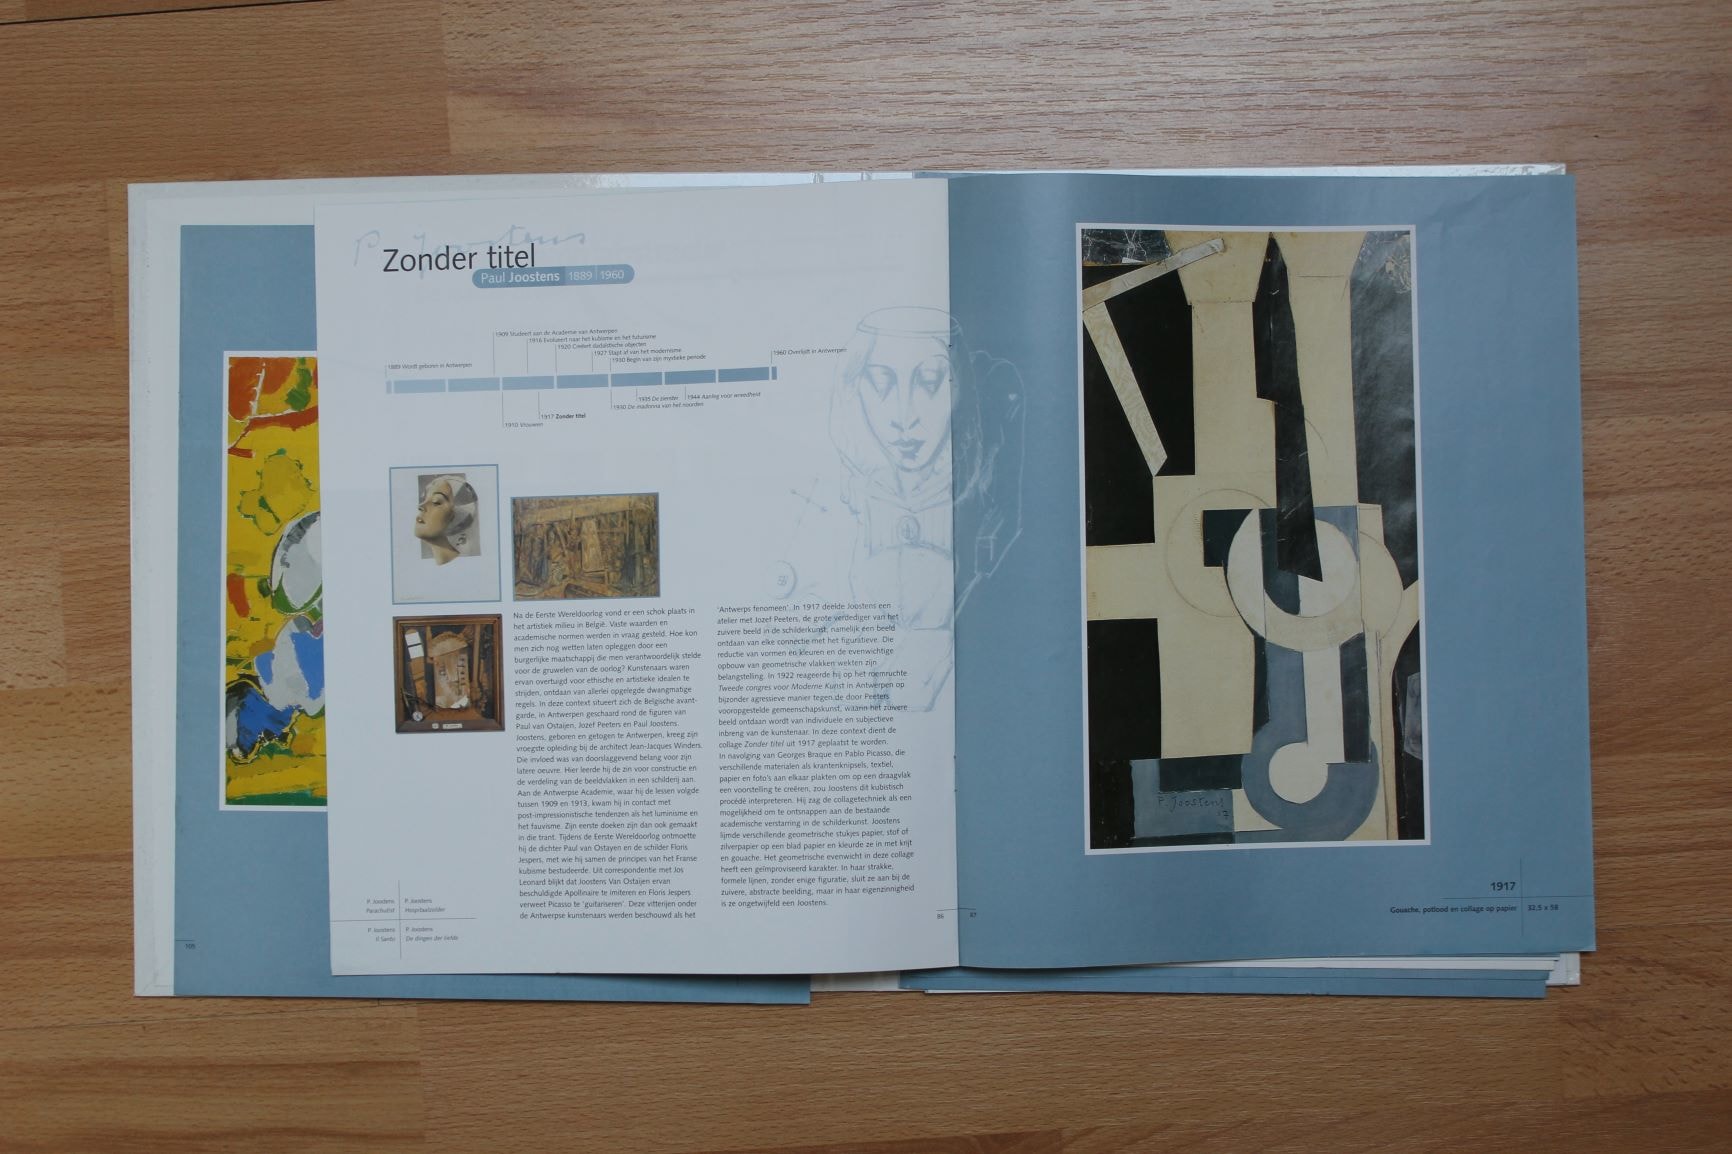 P. Joostens
Zonder titel
Paul Joostens 1889 1960
1909 Studeert aan de Academie van Antwerpen
1916 Evolueert naar het kubisme en het futurisme
1920 Creëert dadaïstische objecten
1927 Stapt af van het modernisme
1930 Begin van zijn mystieke periode
1960 Overlijdt in Antwerpen
1889 Wordt geboren in Antwerpen
1935 De zienster
1944 Aanleg voor wreedheid
1930 De madonna van het noorden
1917 Zonder titel
1910 Vrouwen
Na de Eerste Wereldoorlog vond er een schok plaats in
het artistiek milieu in België. Vaste waarden en
academische normen werden in vraag gesteld. Hoe kon
men zich nog wetten laten opleggen door een
burgerlijke maatschappij die men verantwoordelijk stelde
voor de gruwelen van de oorlog? Kunstenaars waren
ervan overtuigd voor ethische en artistieke idealen te
strijden, ontdaan van allerlei opgelegde dwangmatige
regels. In deze context situeert zich de Belgische avant-
garde, in Antwerpen geschaard rond de figuren van
Paul van Ostaijen, Jozef Peeters en Paul Joostens.
Joostens, geboren en getogen te Antwerpen, kreeg zijn
vroegste opleiding bij de architect Jean-Jacques Winders.
Die invloed was van doorslaggevend belang voor zijn
latere oeuvre. Hier leerde hij de zin voor constructie en
de verdeling van de beeldvlakken in een schilderij aan.
Aan de Antwerpse Academie, waar hij de lessen volgde
tussen 1909 en 1913, kwam hij in contact met
post-impressionistische tendenzen als het luminisme en
het fauvisme. Zijn eerste doeken zijn dan ook gemaakt
in die trant. Tijdens de Eerste Wereldoorlog ontmoette
hij de dichter Paul van Ostayen en de schilder Floris
Jespers, met wie hij samen de principes van het Franse
kubisme bestudeerde. Uit correspondentie met Jos
Leonard blijkt dat Joostens Van Ostaijen ervan
beschuldigde Apollinaire te imiteren en Floris Jespers
verweet Picasso te 'guitariseren'. Deze vitterijen onder
de Antwerpse kunstenaars werden beschouwd als het
'Antwerps fenomeen'. In 1917 deelde Joostens een
atelier met Jozef Peeters, de grote verdediger van het
zuivere beeld in de schilderkunst, namelijk een beeld
ontdaan van elke connectie met het figuratieve. Die
reductie van vormen en kleuren en de evenwichtige
opbouw van geometrische vlakken wekten zijn
belangstelling. In 1922 reageerde hij op het roemruchte
Tweede congres voor Moderne Kunst in Antwerpen op
bijzonder agressieve manier tegen de door Peeters
vooropgestelde gemeenschapskunst, waarin het zuivere
beeld ontdaan wordt van individuele en subjectieve
inbreng van de kunstenaar. In deze context dient de
collage Zonder titel uit 1917 geplaatst te worden.
In navolging van Georges Braque en Pablo Picasso, die
verschillende materialen als krantenknipsels, textiel,
papier en foto's aan elkaar plakten om op een draagvlak
een voorstelling te creëren, zou Joostens dit kubistisch
procédé interpreteren. Hij zag de collagetechniek als een
mogelijkheid om te ontsnappen aan de bestaande
academische verstarring in de schilderkunst. Joostens
lijmde verschillende geometrische stukjes papier, stof of
zilverpapier op een blad papier en kleurde ze in met krijt
en gouache. Het geometrische evenwicht in deze collage
heeft een geïmproviseerd karakter. In haar strakke,
formele lijnen, zonder enige figuratie, sluit ze aan bij de
zuivere, abstracte beelding, maar in haar eigenzinnigheid
is ze ongetwijfeld een Joostens.
P. Joostens
Parachutist
P. Joostens
Hospitaalzolder
P. Joostens
Il Santo
P. Joostens
De dingen der liefde
105
86
87
P. Joostens
17
1917
Gouache, potlood en collage op papier 32,5 x 58